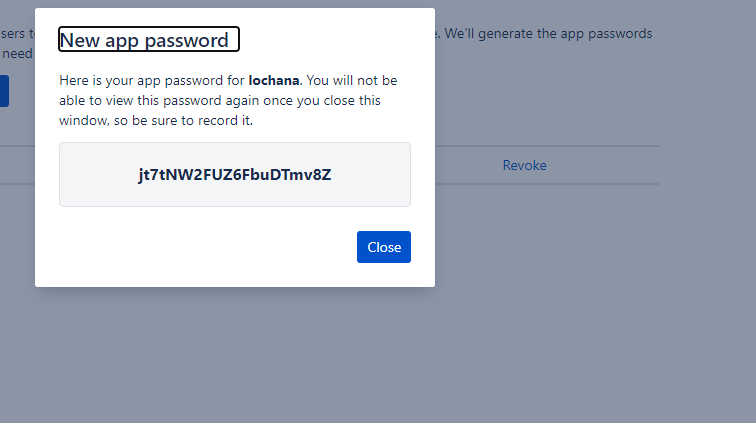 New app password
sers t
e. We'll generate the app passwords
need
Here is your app password for lochana. You will not be
able to view this password again once you close this
window, so be sure to record it.
jt7tNW2FUZ6FbuDTmv8Z
Revoke
Close